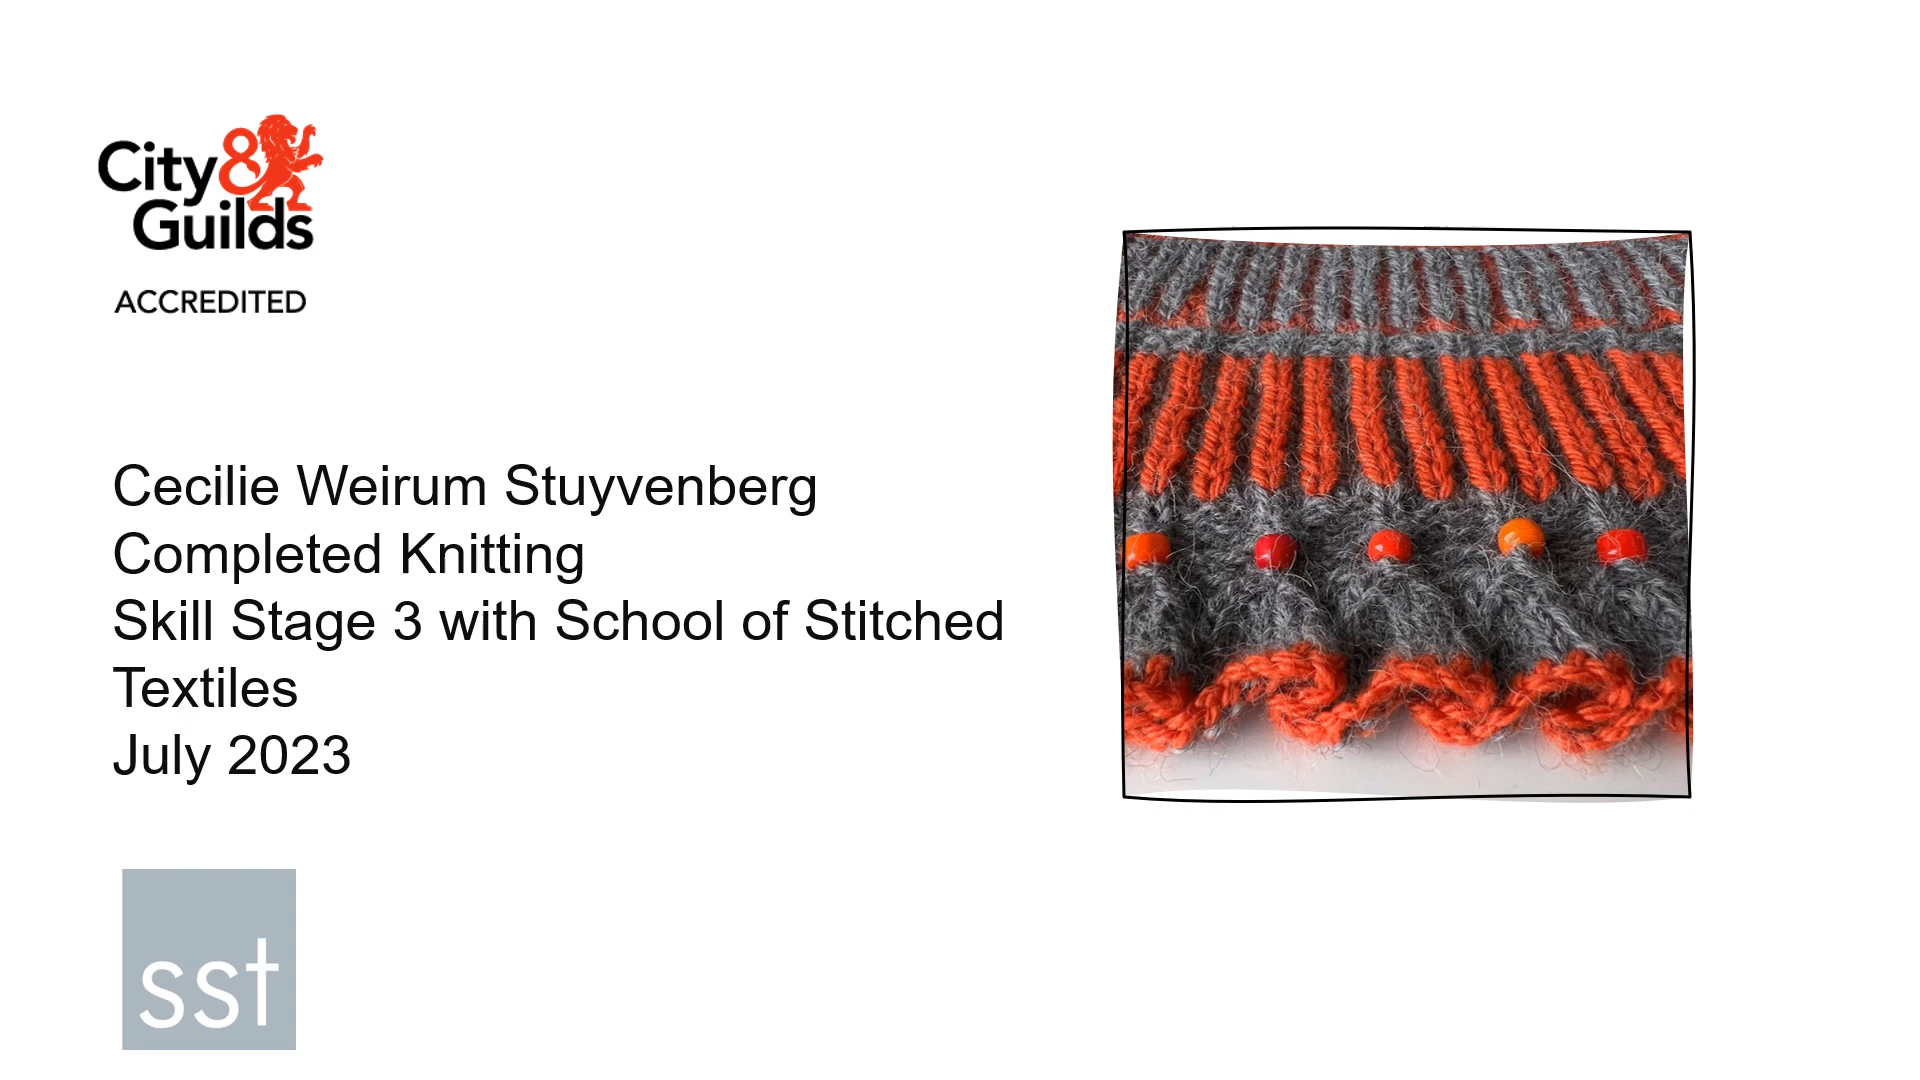 City&
Guilds
ACCREDITED
Cecilie Weirum Stuyvenberg
Completed Knitting
Skill Stage 3 with School of Stitched
Textiles
July 2023
sst